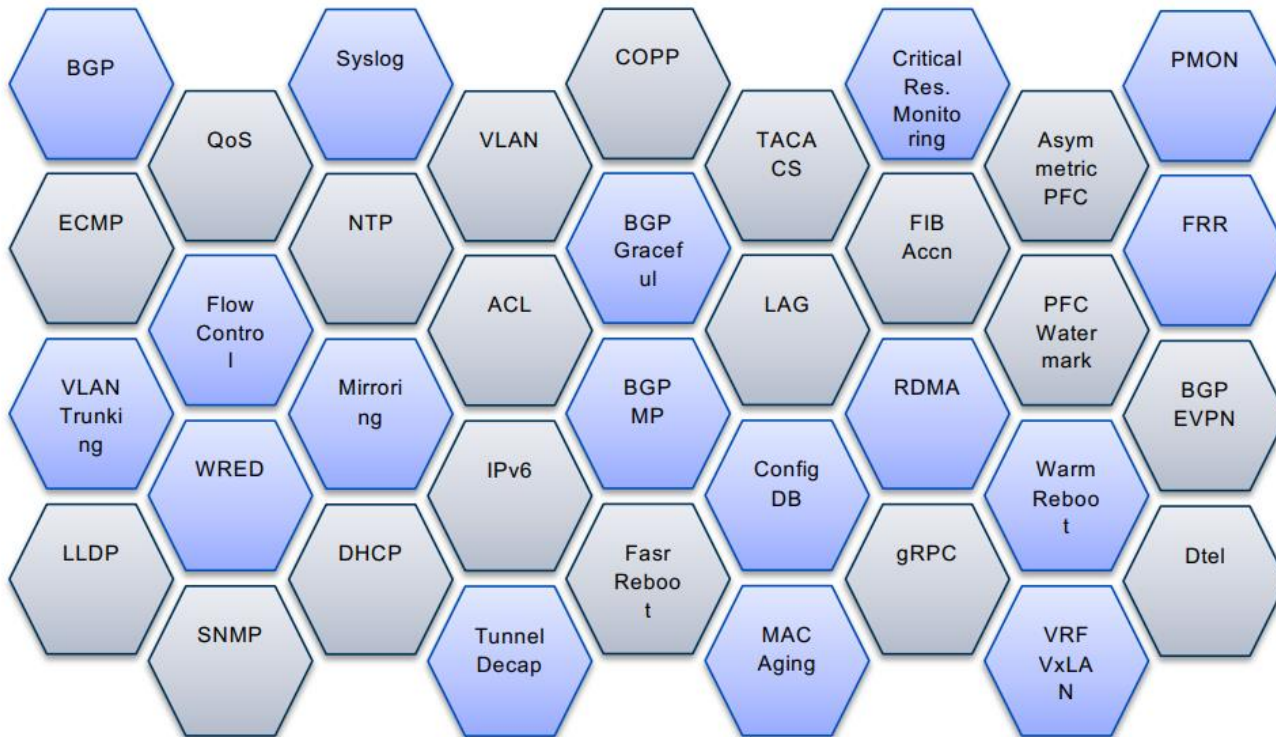 BGP
Syslog
COPP
Critical
Res.
Monito
ring
PMON
QoS
VLAN
TACA
CS
Asym
metric
PFC
ECMP
NTP
BGP
Gracef
ul
FIB
Accn
FRR
Flow
Contro
l
ACL
LAG
PFC
Water
mark
VLAN
Trunki
ng
Mirrori
ng
BGP
MP
RDMA
BGP
EVPN
WRED
IPv6
Config
DB
Warm
Reboo
t
LLDP
DHCP
Fasr
Reboo
t
gRPC
Dtel
SNMP
Tunnel
Decap
MAC
Aging
VRF
VxLA
N